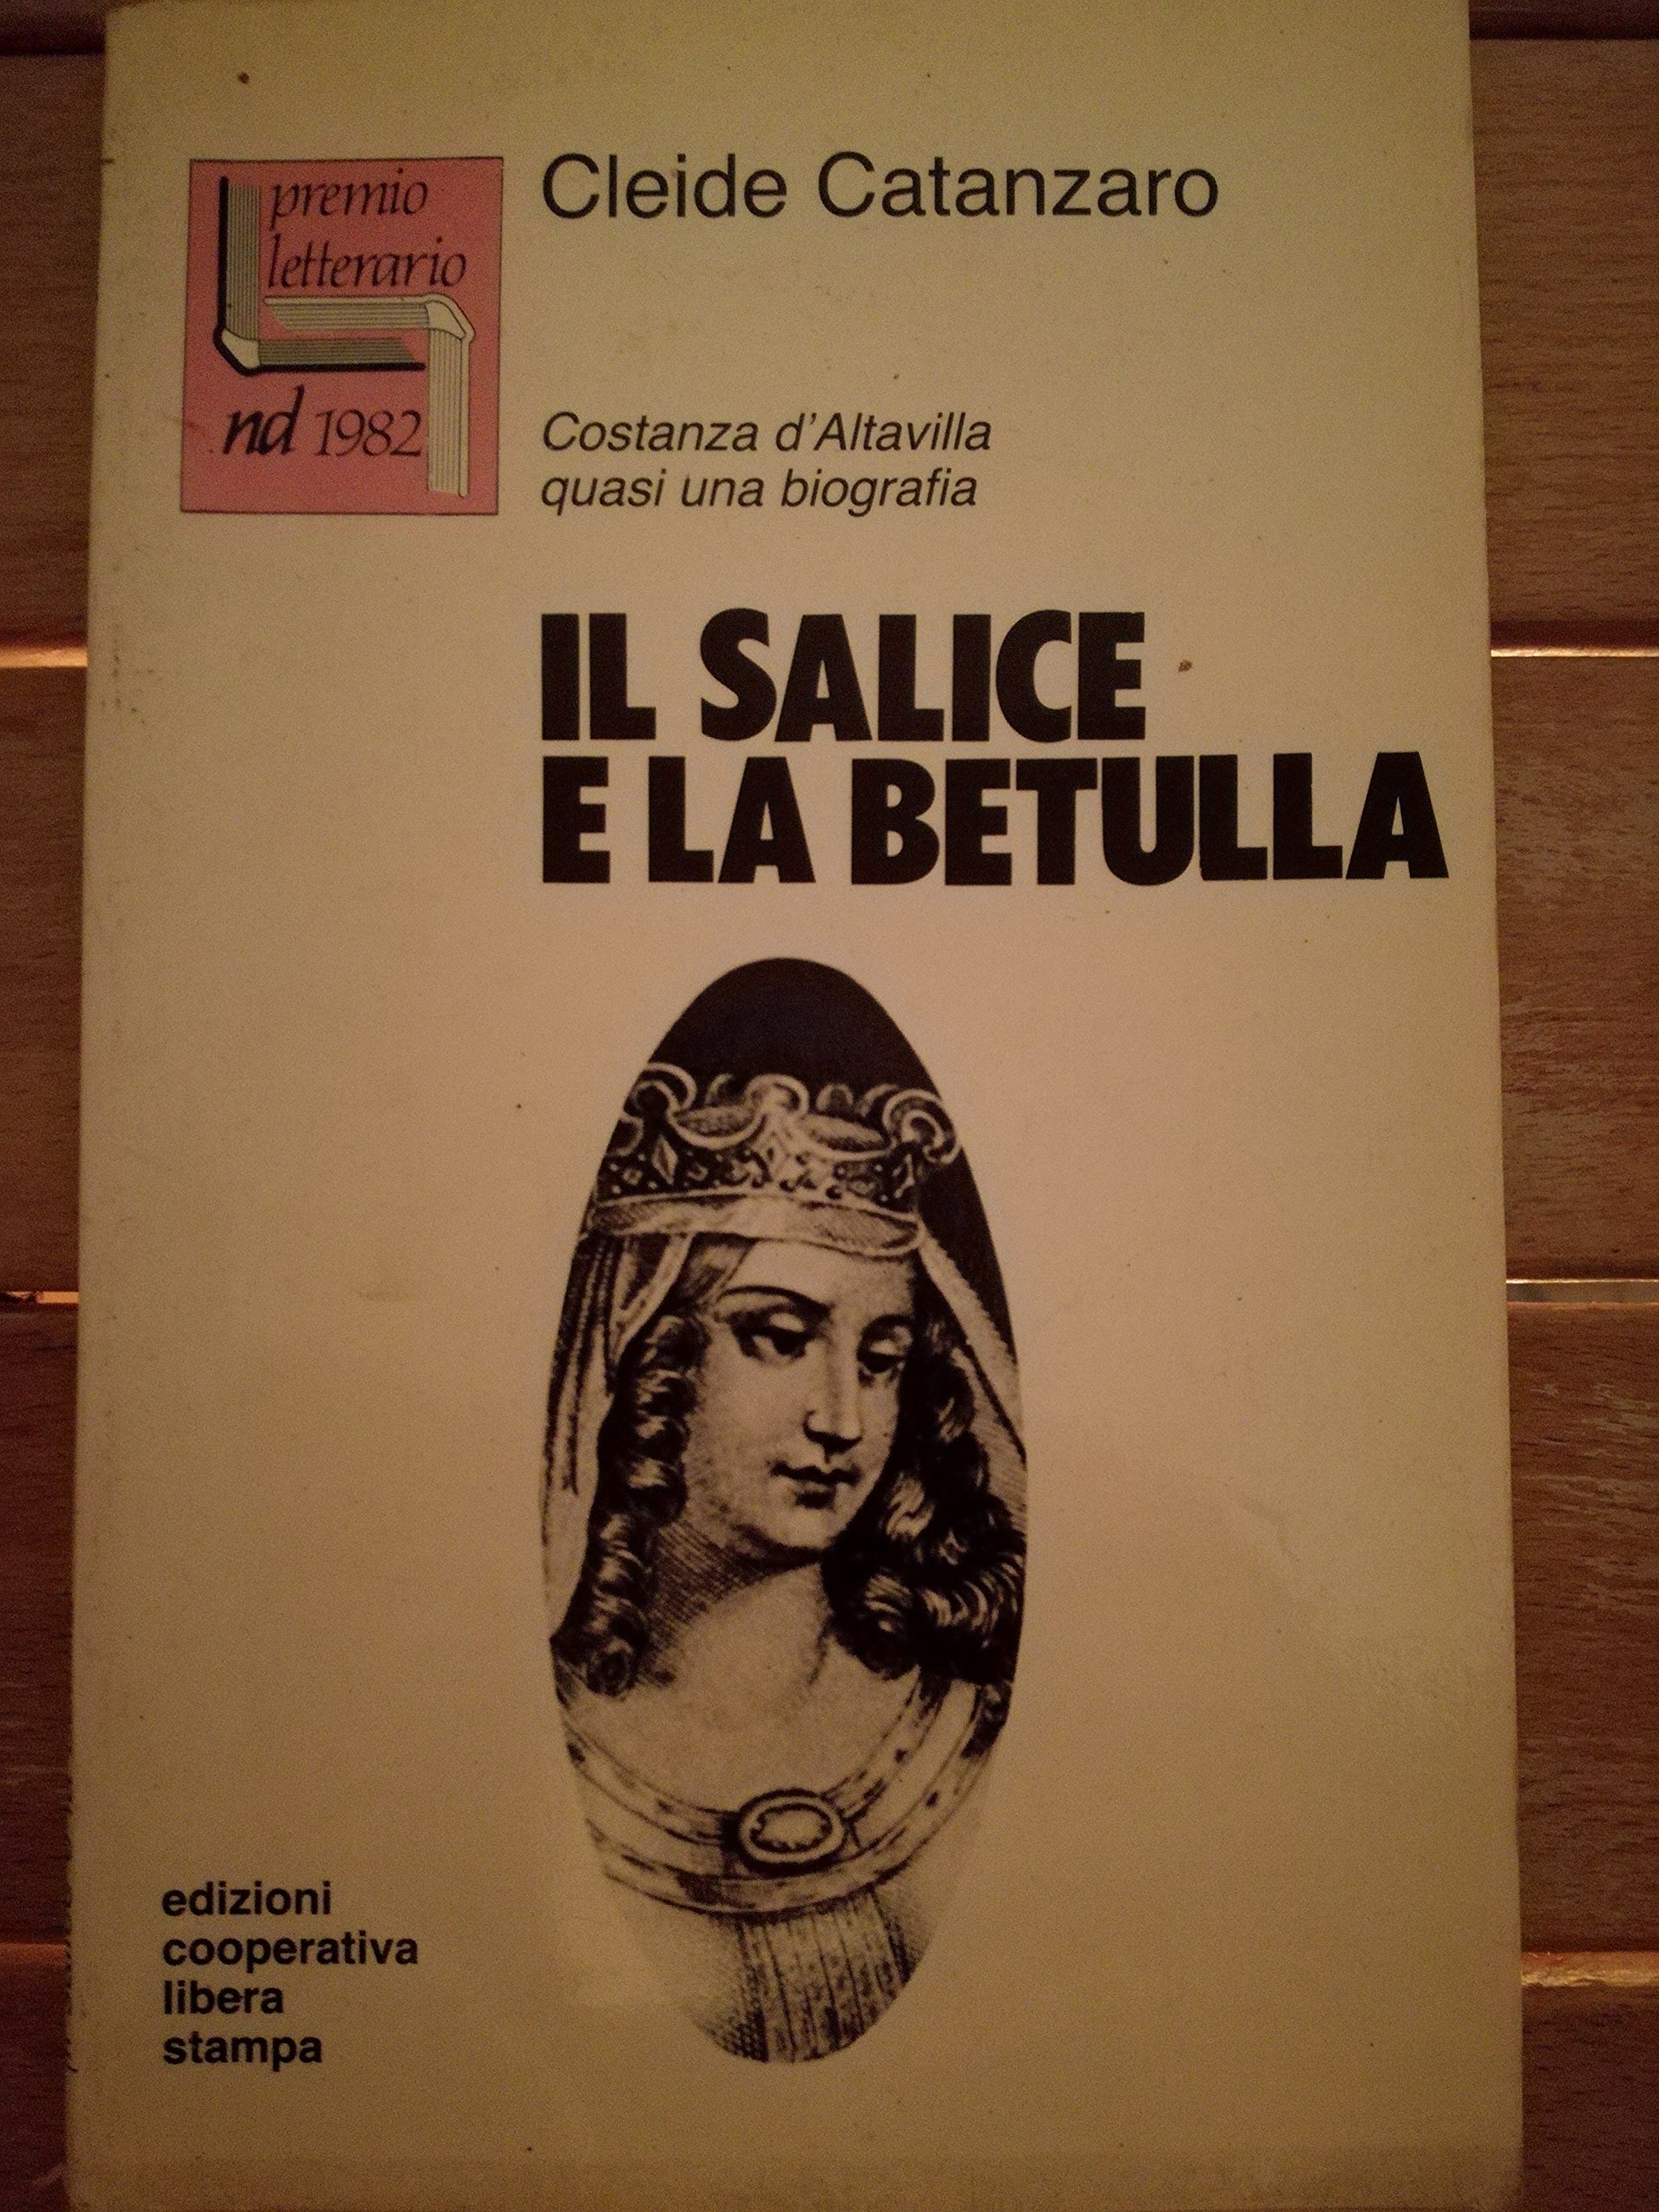 premio
letterario
nd 1982
Cleide Catanzaro
Costanza d'Altavilla
quasi una biografia
IL SALICE
E LA BETULLA
edizioni
cooperativa
libera
stampa